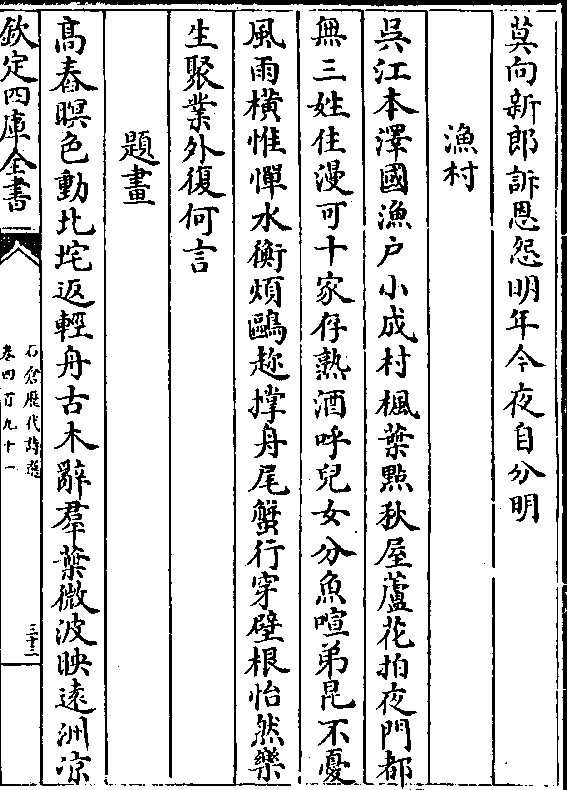 莫向新郎訴恩怨明年今夜自分明
漁村
吳江本澤國漁戶小成村楓葉點秋屋蘆花拍夜門都
無三姓住漫可十家存熟酒呼兒女分魚喧弟昆不憂
風雨橫惟憚水衡煩鷗趂撑舟尾蟹行穿壁根怡然樂
生聚業外復何言
題畫
高舂暝色動比垞返輕舟古木辭羣葉微波映遠洲凉
欽定四庫全書
石倉歷代詩選
卷四百九十一
三十二